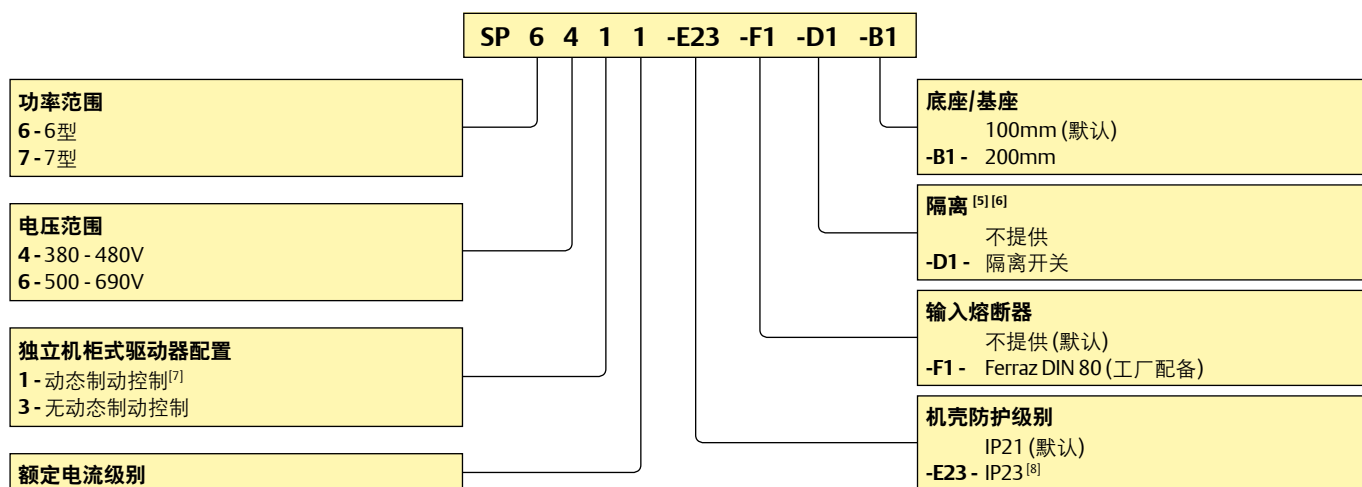 SP 6 4 1 1 -E23 -F1 -D1 -B1
功率范围
6 - 6型
7 - 7型
电压范围
4 - 380 - 480V
6 - 500 - 690V
独立机柜式驱动器配置
1 - 动态制动控制[7]
3 - 无动态制动控制
额定电流级别
底座/基座
100mm (默认)
-B1 - 200mm
隔离 [5] [6]
不提供
-D1 - 隔离开关
输入熔断器
不提供 (默认)
-F1 - Ferraz DIN 80 (工厂配备)
机壳防护级别
IP21 (默认)
-E23 - IP23 [8]